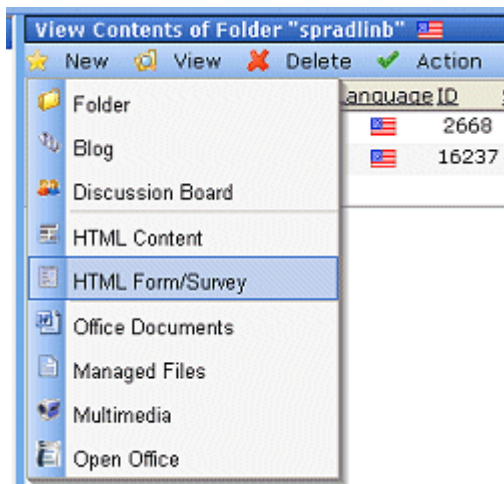 View Contents of Folder "spradlinb"
New View Delete Action
Language ID
2668
16237
Folder
Blog
Discussion Board
HTML Content
HTML Form/Survey
Office Documents
Managed Files
Multimedia
Open Office